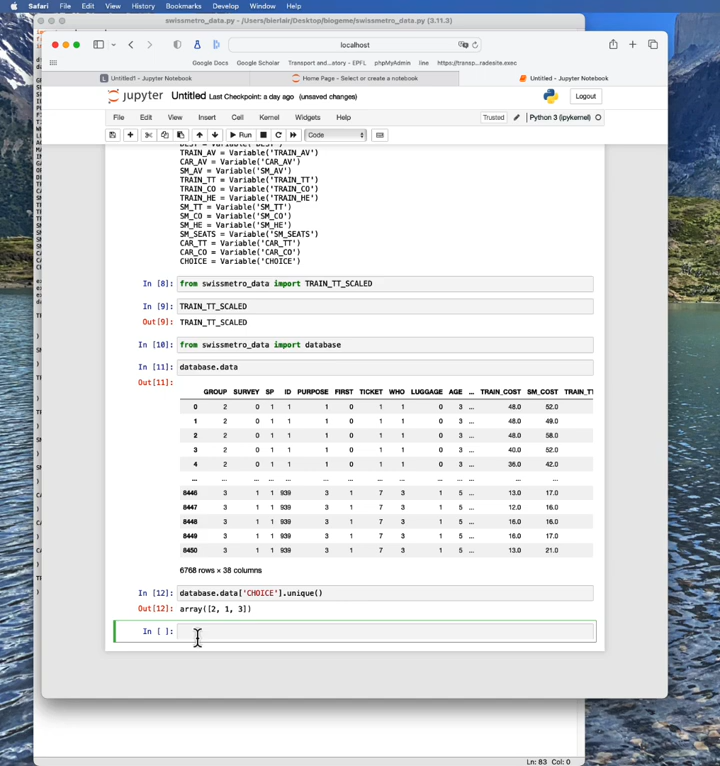 Safari File Edit View History Bookmarks Develop Window Help
swissmetro_data.py - /Users/bierlair/Desktop/biogeme/swissmetro_data.py (3.11.3)
localhost
Google Docs Google Scholar Transport and...story - EPFL phpMyAdmin line https://transp...radesite.exec
Untitled1 - Jupyter Notebook Home Page - Select or create a notebook Untitled - Jupyter Notebook
jupyter Untitled Last Checkpoint: a day ago (unsaved changes) Logout
File Edit View Insert Cell Kernel Widgets Help Trusted Python 3 (ipykernel)
Run Code
TRAIN_AV = Variable('TRAIN_AV')
CAR_AV = Variable('CAR_AV')
SM_AV = Variable('SM_AV')
TRAIN_TT = Variable('TRAIN_TT')
TRAIN_CO = Variable('TRAIN_CO')
TRAIN_HE = Variable('TRAIN_HE')
SM_TT = Variable('SM_TT')
SM_CO = Variable('SM_CO')
SM_HE = Variable('SM_HE')
SM_SEATS = Variable('SM_SEATS')
CAR_TT = Variable('CAR_TT')
CAR_CO = Variable('CAR_CO')
CHOICE = Variable('CHOICE')
In [8]: from swissmetro_data import TRAIN_TT_SCALED
In [9]: TRAIN_TT_SCALED
Out[9]: TRAIN_TT_SCALED
In [10]: from swissmetro_data import database
In [11]: database.data
Out[11]:
GROUP SURVEY SP ID PURPOSE FIRST TICKET WHO LUGGAGE AGE ... TRAIN_COST SM_COST TRAIN_T
0 2 0 1 1 1 0 1 1 0 3 ... 48.0 52.0
1 2 0 1 1 1 0 1 1 0 3 ... 48.0 49.0
2 2 0 1 1 1 0 1 1 0 3 ... 48.0 58.0
3 2 0 1 1 1 0 1 1 0 3 ... 40.0 52.0
4 2 0 1 1 1 0 1 1 0 3 ... 36.0 42.0
... ... ... ... ... ... ... ... ... ... ... ... ... ...
8446 3 1 1 939 3 1 7 3 1 5 ... 13.0 17.0
8447 3 1 1 939 3 1 7 3 1 5 ... 12.0 16.0
8448 3 1 1 939 3 1 7 3 1 5 ... 16.0 16.0
8449 3 1 1 939 3 1 7 3 1 5 ... 16.0 17.0
8450 3 1 1 939 3 1 7 3 1 5 ... 13.0 21.0
6768 rows × 38 columns
In [12]: database.data['CHOICE'].unique()
Out[12]: array([2, 1, 3])
In [ ]:
Ln: 83 Col: 0